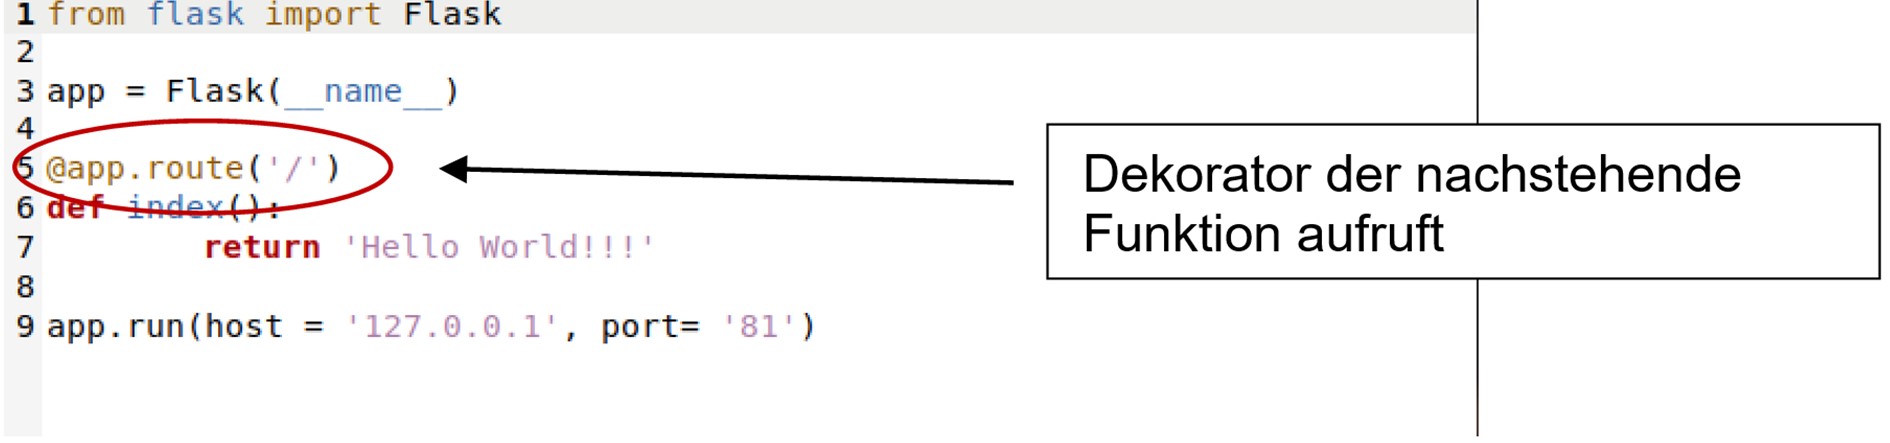 1 from flask import Flask
2
3 app = Flask(__name__)
4
5 @app.route('/')
6 def index():
7         return 'Hello World!!!'
8
9 app.run(host = '127.0.0.1', port= '81')
Dekorator der nachstehende
Funktion aufruft